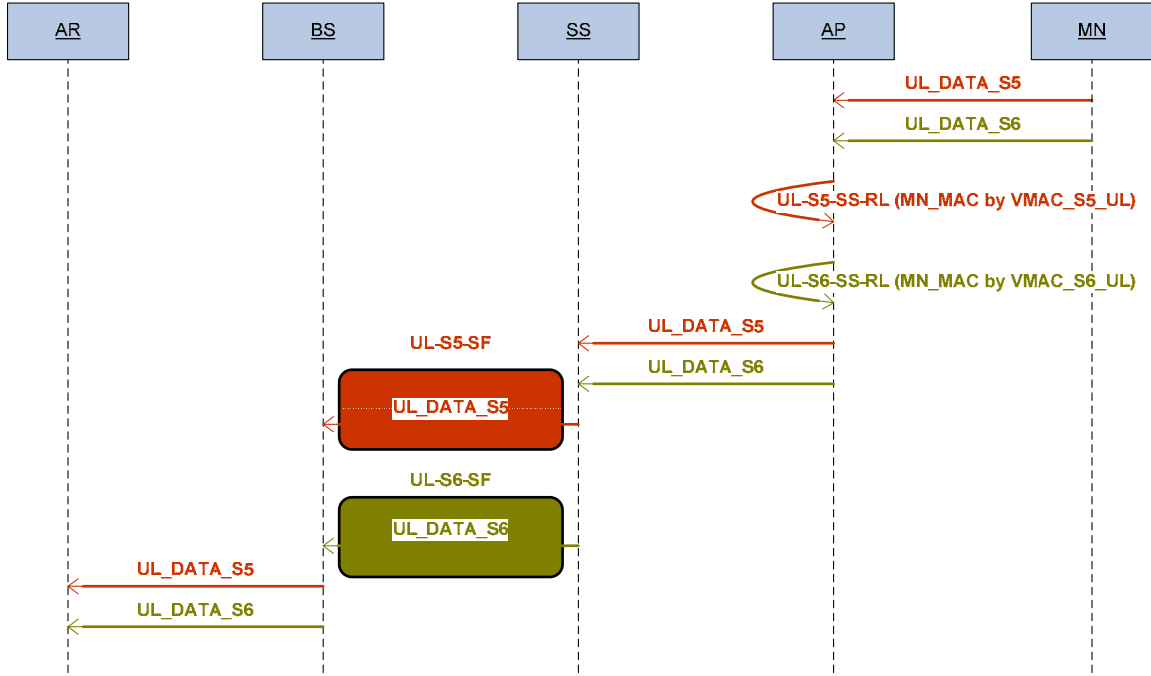 AR
BS
SS
AP
MN
UL_DATA_S5
UL_DATA_S6
UL-S5-SS-RL (MN_MAC by VMAC_S5_UL)
UL-S6-SS-RL (MN_MAC by VMAC_S6_UL)
UL_DATA_S5
UL-S5-SF
UL_DATA_S6
UL_DATA_S5
UL-S6-SF
UL_DATA_S6
UL_DATA_S5
UL_DATA_S6